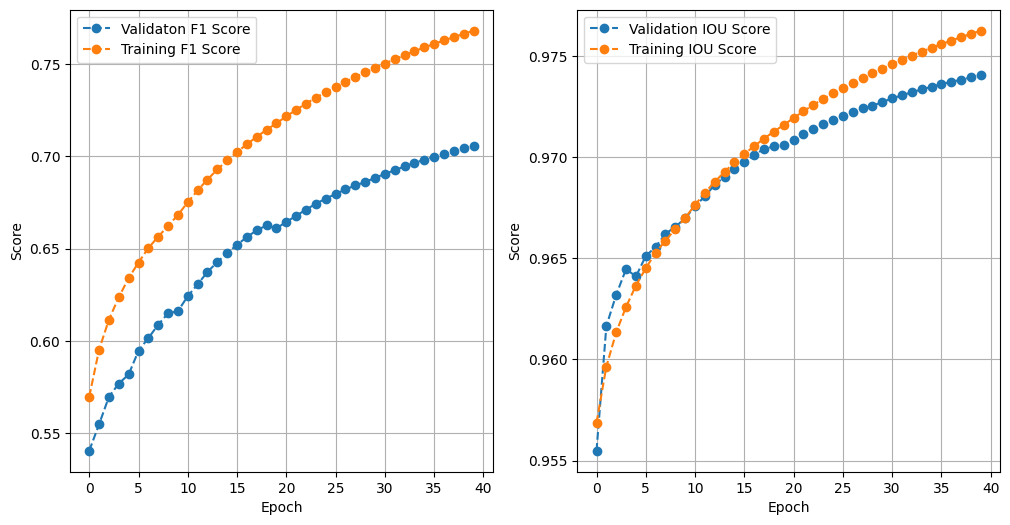 Validaton F1 Score
Training F1 Score
0.75
0.70
0.65
0.60
0.55
Score
0 5 10 15 20 25 30 35 40
Epoch
Validation IOU Score
Training IOU Score
0.975
0.970
0.965
0.960
0.955
Score
0 5 10 15 20 25 30 35 40
Epoch